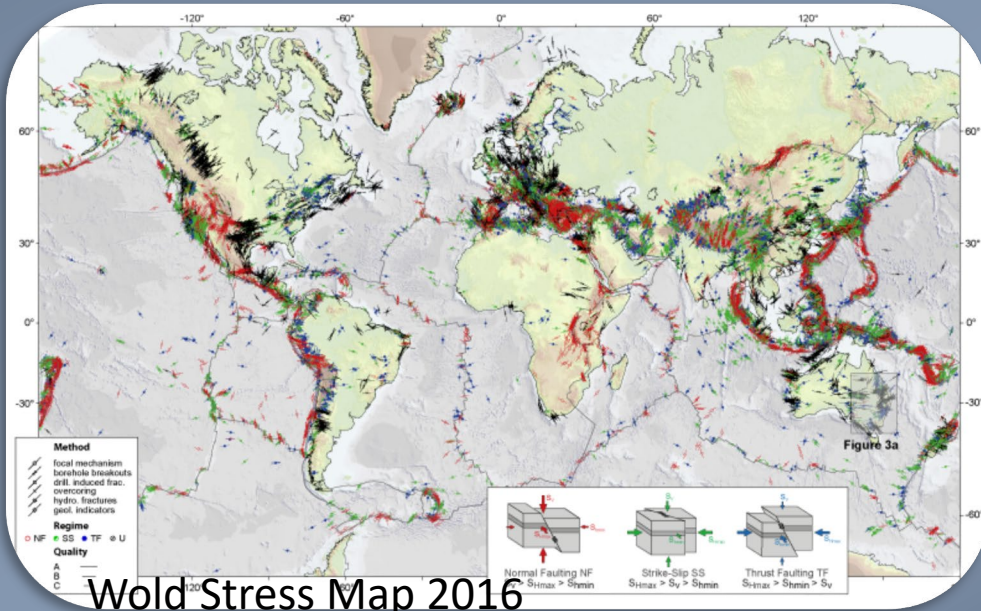 -120° -60° 0° 60° 120°
60° 60°
30° 30°
0° 0°
-30° -30°
Figure 3a
Method
focal mechanism
borehole breakouts
drill. induced frac.
overcoring
hydro. fractures
geol. indicators
Regime
NF SS TF U
Quality
A
B
C
-60°
Normal Faulting NF
> SHmax > Shmin
Strike-Slip SS
SHmax > Sv > Shmin
Thrust Faulting TF
SHmax > Shmin > Sv
Wold Stress Map 2016